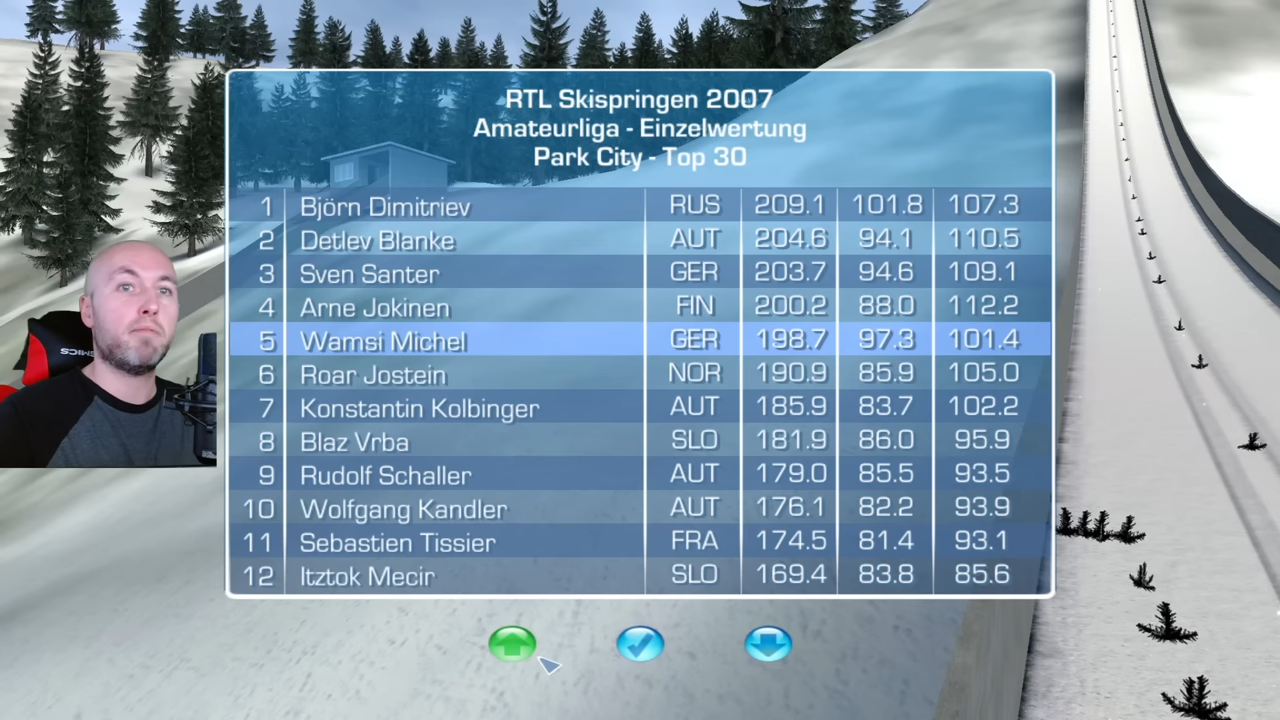 RTL Skispringen 2007
Amateurliga - Einzelwertung
Park City - Top 30
1 Björn Dimitriev RUS 209.1 101.8 107.3
2 Detlev Blanke AUT 204.6 94.1 110.5
3 Sven Santer GER 203.7 94.6 109.1
4 Arne Jokinen FIN 200.2 88.0 112.2
5 Wamsi Michel GER 198.7 97.3 101.4
6 Roar Jostein NOR 190.9 85.9 105.0
7 Konstantin Kolbinger AUT 185.9 83.7 102.2
8 Blaz Vrba SLO 181.9 86.0 95.9
9 Rudolf Schaller AUT 179.0 85.5 93.5
10 Wolfgang Kandler AUT 176.1 82.2 93.9
11 Sebastien Tissier FRA 174.5 81.4 93.1
12 Itztok Mecir SLO 169.4 83.8 85.6